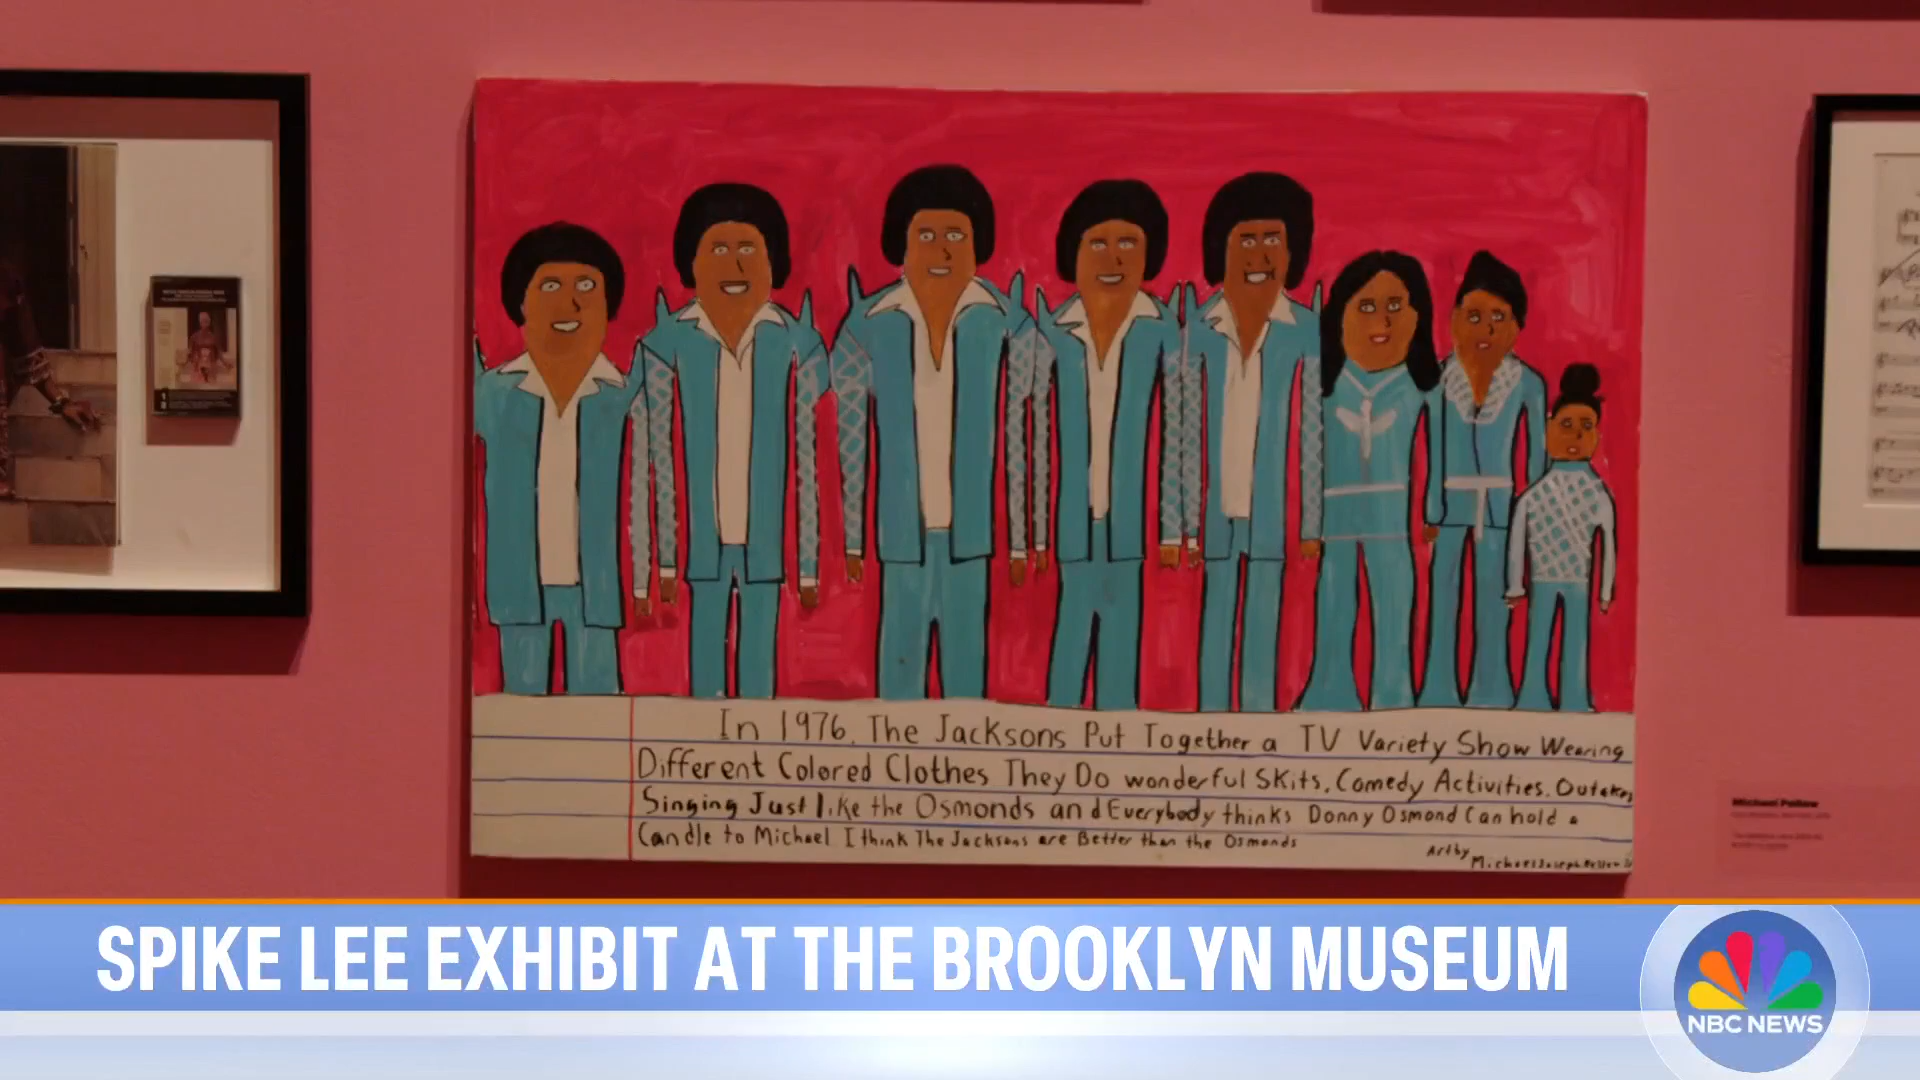 In 1976. The Jacksons Put Together a TV Variety Show Wearing
Different Colored Clothes They Do wonderful Skits, Comedy Activities. Outakes
Singing Just like the Osmonds and Everybody thinks Donny Osmond Can hold a
Candle to Michael I think The Jacksons are Better than the Osmonds
Art by
Michael Joseph
SPIKE LEE EXHIBIT AT THE BROOKLYN MUSEUM
NBC NEWS